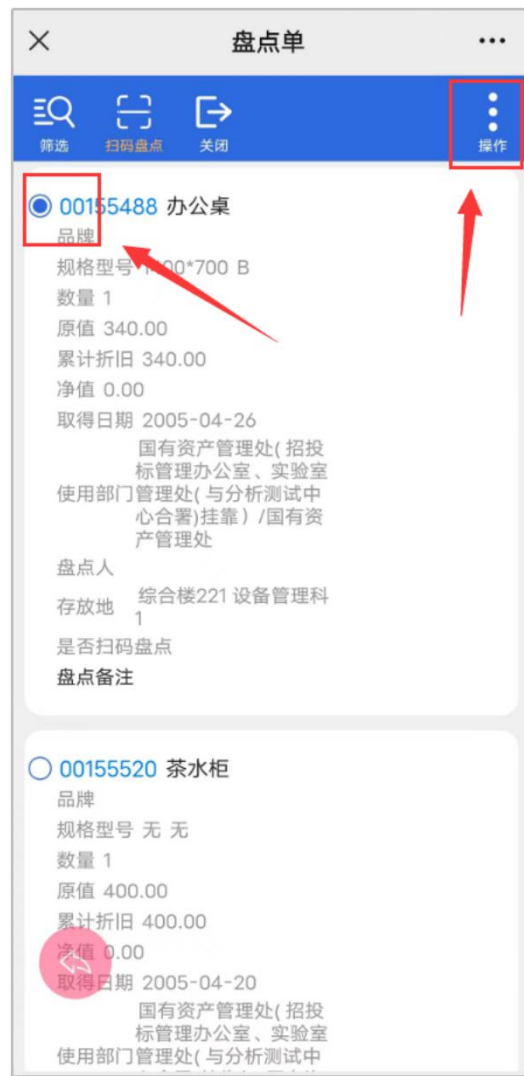 盘点单
筛选 扫码盘点 关闭 操作
00155488 办公桌
品牌
规格型号 1400*700 B
数量 1
原值 340.00
累计折旧 340.00
净值 0.00
取得日期 2005-04-26
国有资产管理处( 招投
标管理办公室、实验室
使用部门 管理处( 与分析测试中
心合署)挂靠）/国有资
产管理处
盘点人
存放地 综合楼221 设备管理科
1
是否扫码盘点
盘点备注
00155520 茶水柜
品牌
规格型号 无 无
数量 1
原值 400.00
累计折旧 400.00
净值 0.00
取得日期 2005-04-20
国有资产管理处( 招投
标管理办公室、实验室
使用部门 管理处( 与分析测试中